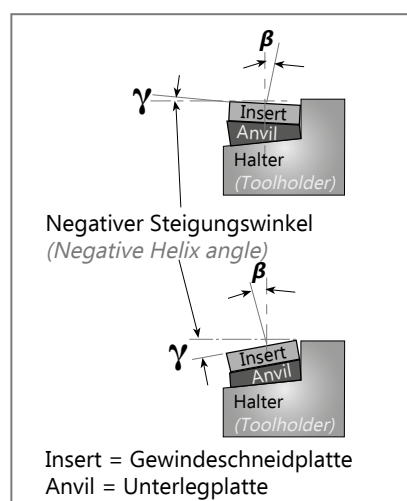 β
γ
Insert
Anvil
Halter
(Toolholder)
Negativer Steigungswinkel
(Negative Helix angle)
β
γ
Insert
Anvil
Halter
(Toolholder)
Insert = Gewindeschneidplatte
Anvil = Unterlegplatte